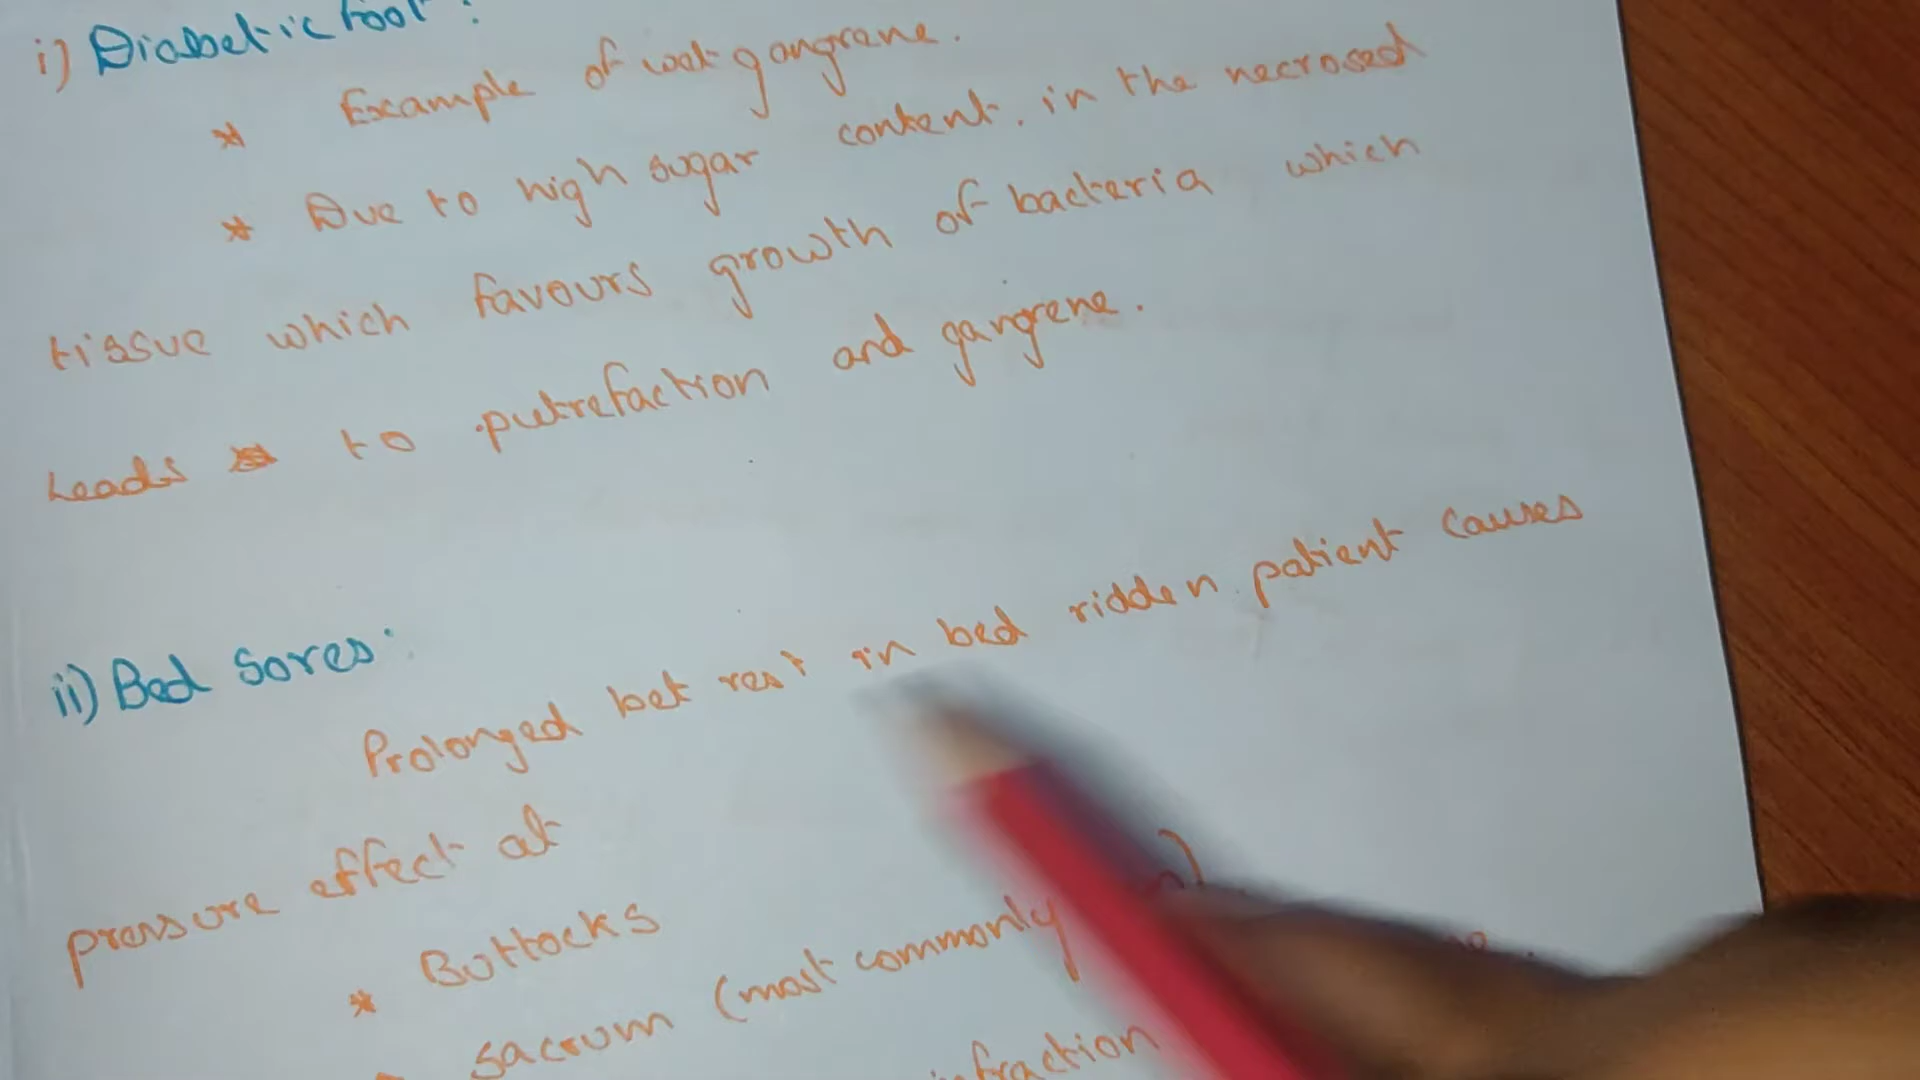 i) Diabetic foot:
* Example of wet gangrene.
* Due to high sugar content. in the necrosed
tissue which favours growth of bacteria which
Leads to putrefaction and gangrene.
ii) Bed Sores:
Prolonged bet rest in bed ridden patient causes
pressure effect at
* Buttocks
sacrum (most commonly
infraction